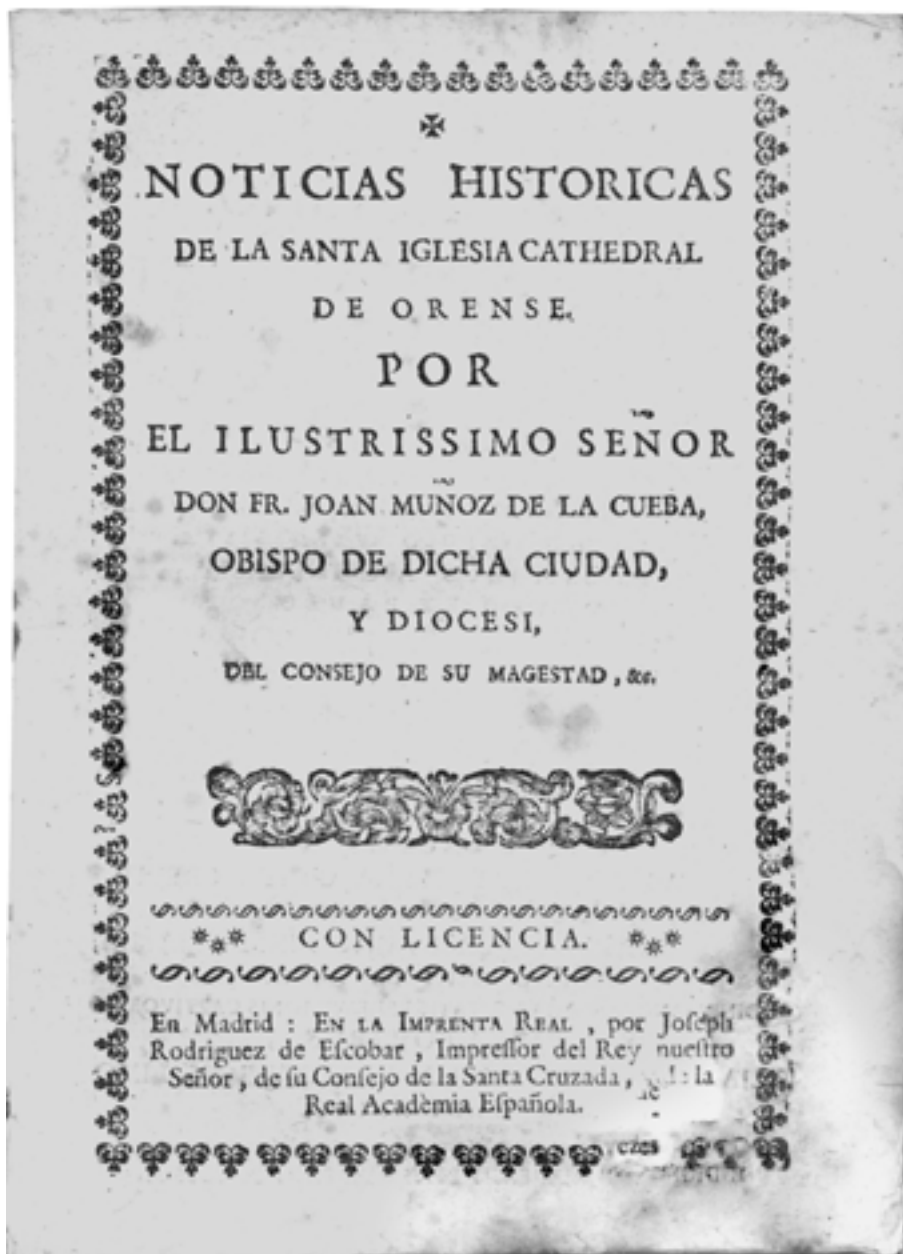 NOTICIAS HISTORICAS
DE LA SANTA IGLESIA CATHEDRAL
DE ORENSE.
POR
EL ILUSTRISSIMO SEÑOR
DON FR. JOAN MUÑOZ DE LA CUEBA,
OBISPO DE DICHA CIUDAD,
Y DIOCESI,
DEL CONSEJO DE SU MAGESTAD, &c.
CON LICENCIA.
En Madrid : EN LA IMPRENTA REAL, por Joseph
Rodriguez de Escobar, Impressor del Rey nuestro
Señor, de su Consejo de la Santa Cruzada, la
Real Acadèmia Española.